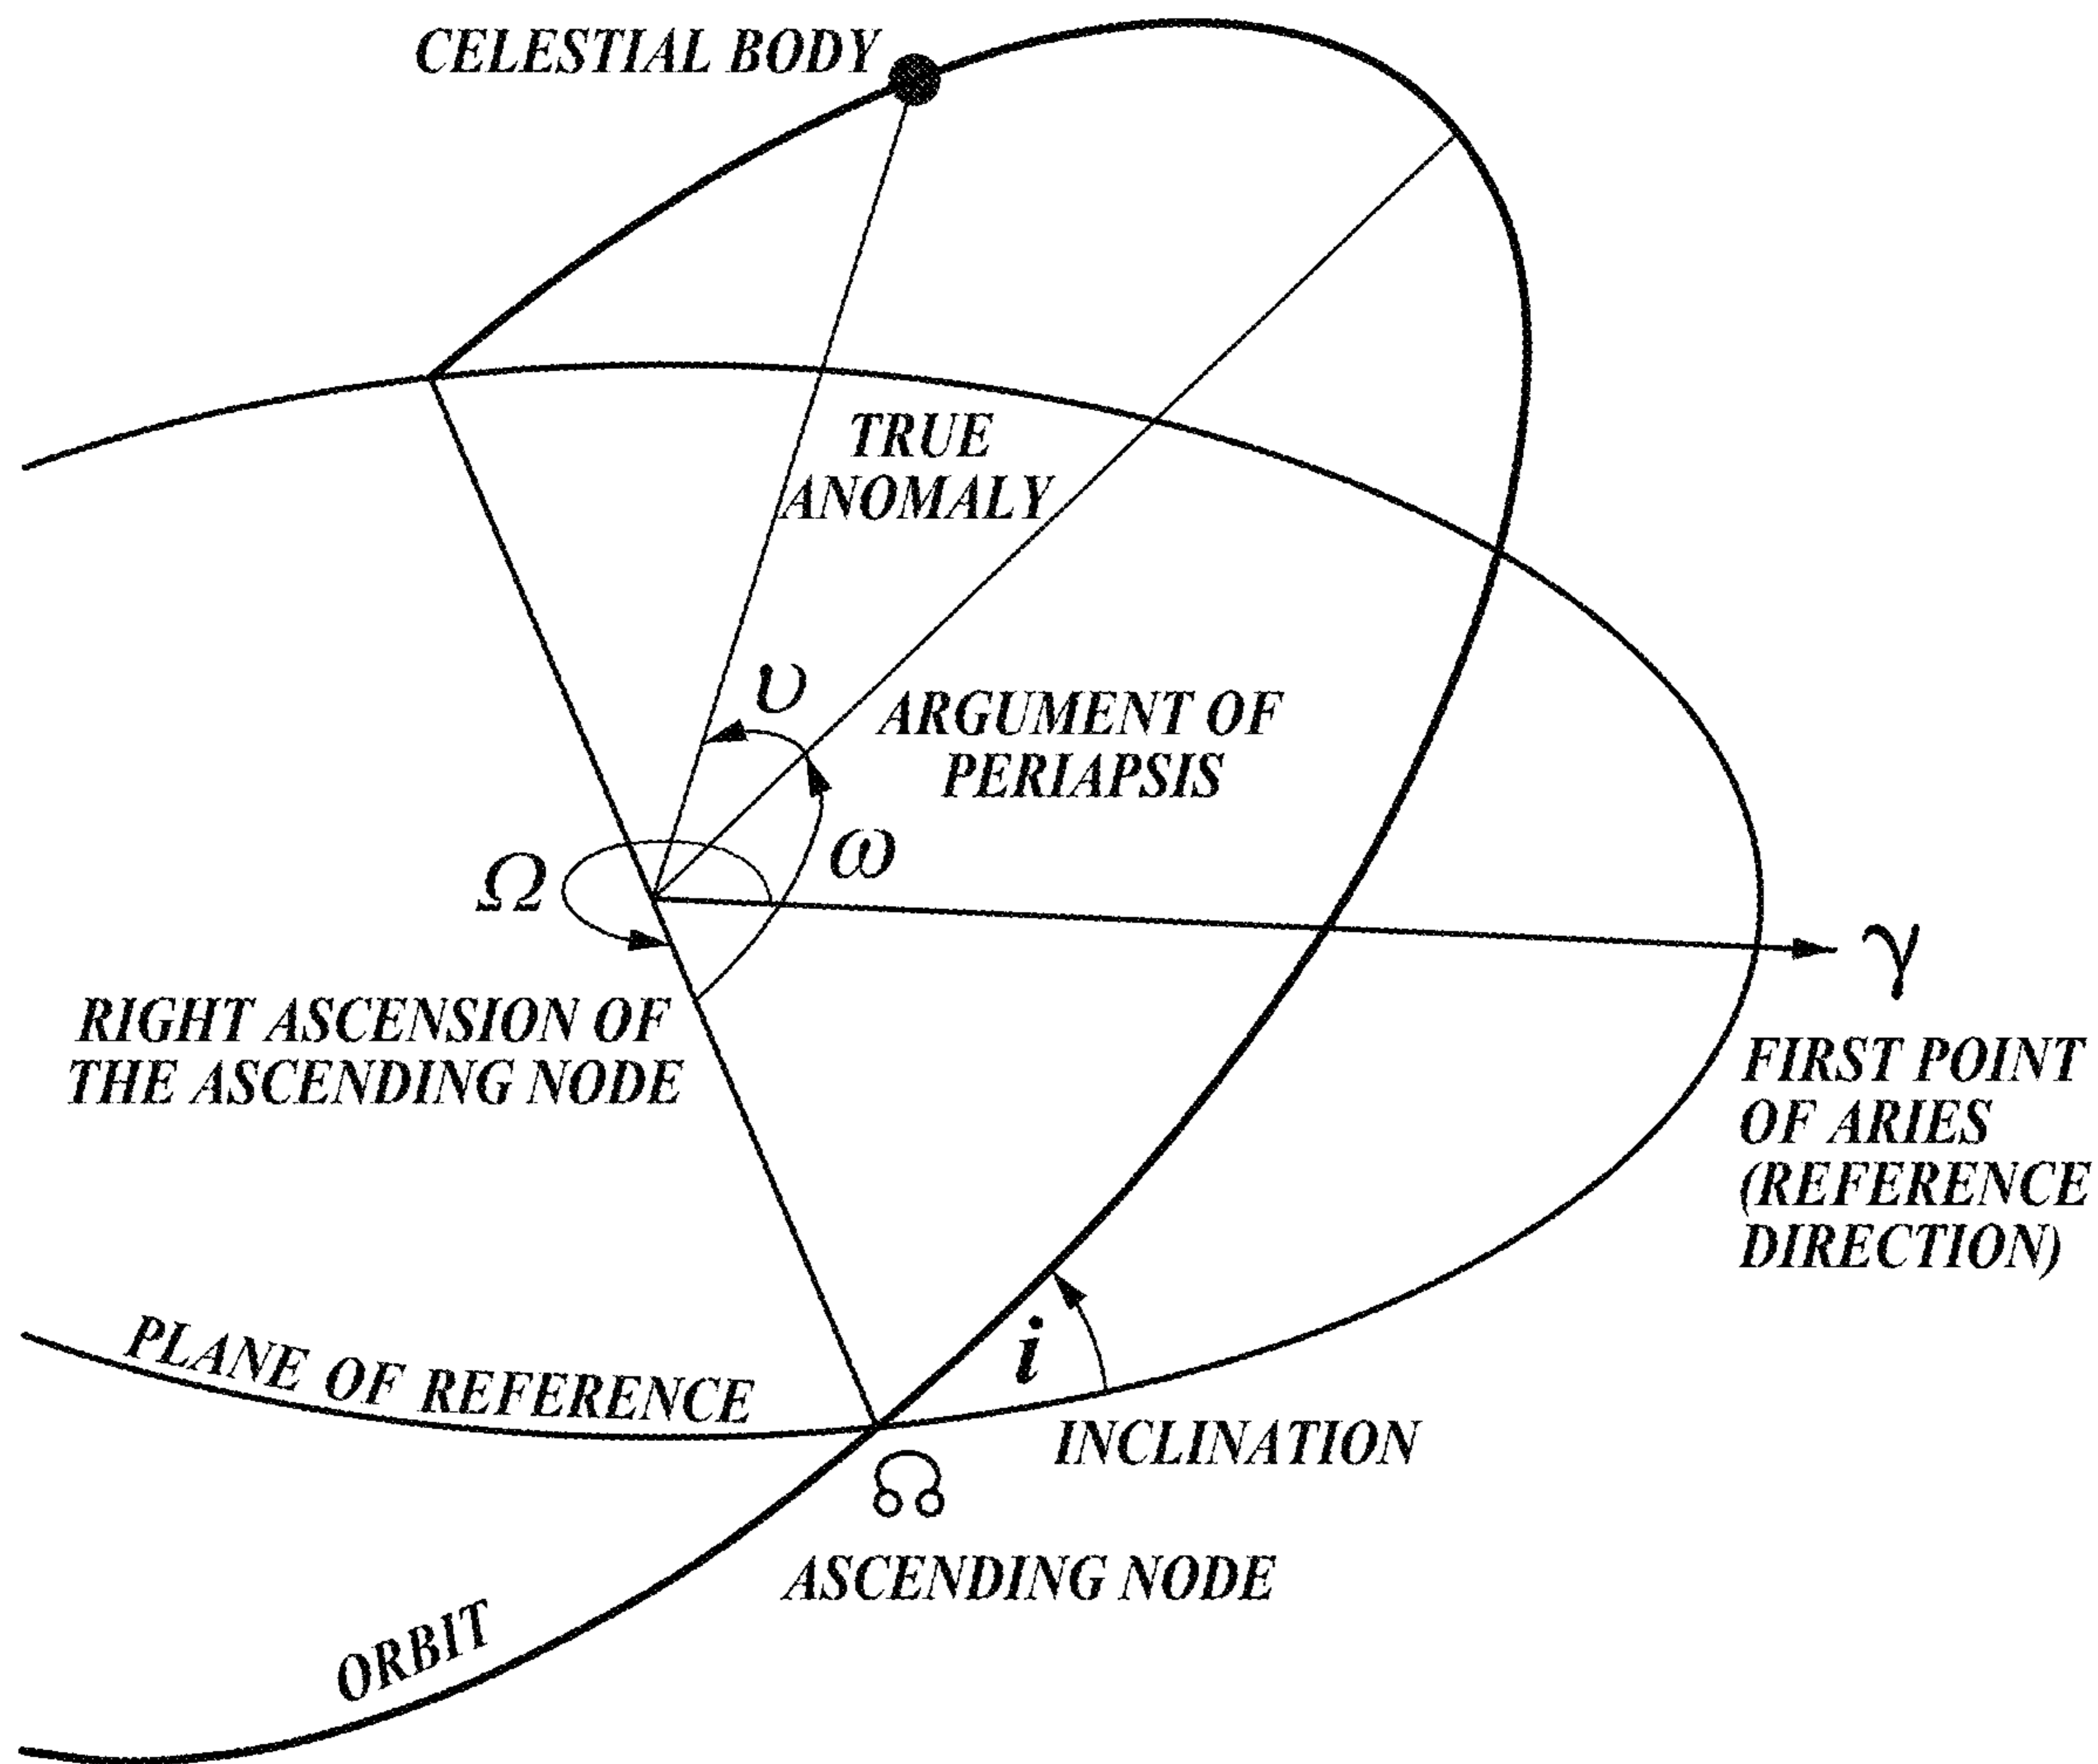 CELESTIAL BODY
TRUE
ANOMALY
υ
ARGUMENT OF
PERIAPSIS
Ω
ω
γ
RIGHT ASCENSION OF
THE ASCENDING NODE
FIRST POINT
OF ARIES
(REFERENCE
DIRECTION)
PLANE OF REFERENCE
i
INCLINATION
☊
ASCENDING NODE
ORBIT